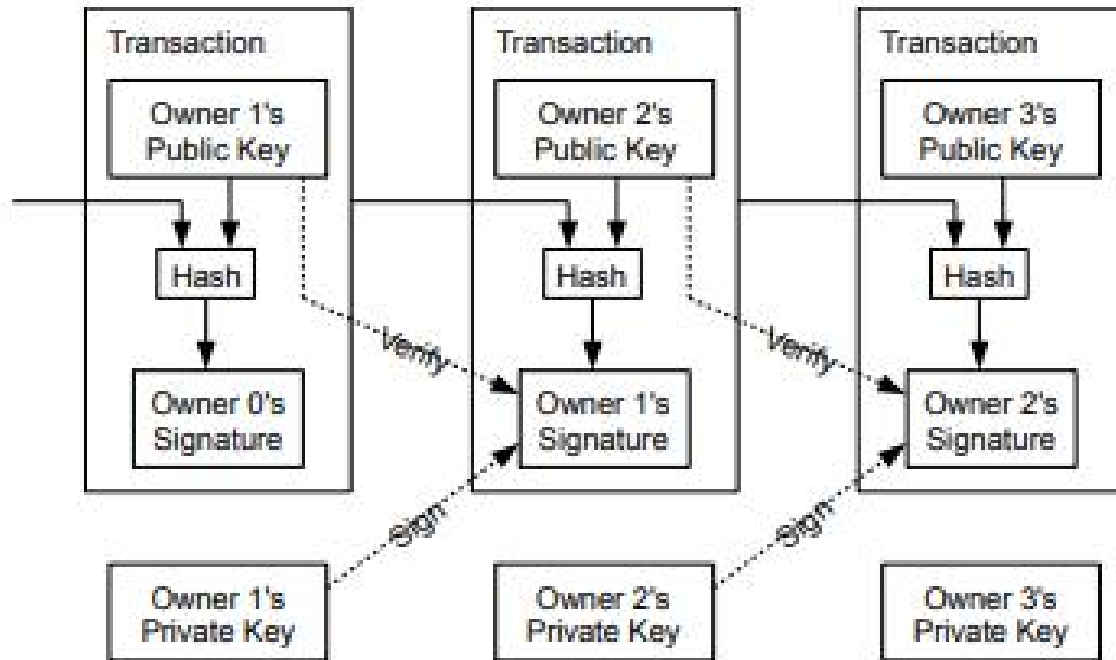 Transaction
Owner 1's
Public Key
Hash
Owner 0's
Signature
Transaction
Owner 2's
Public Key
Hash
Verify
Owner 1's
Signature
Transaction
Owner 3's
Public Key
Hash
Verify
Owner 2's
Signature
Sign
Sign
Owner 1's
Private Key
Owner 2's
Private Key
Owner 3's
Private Key